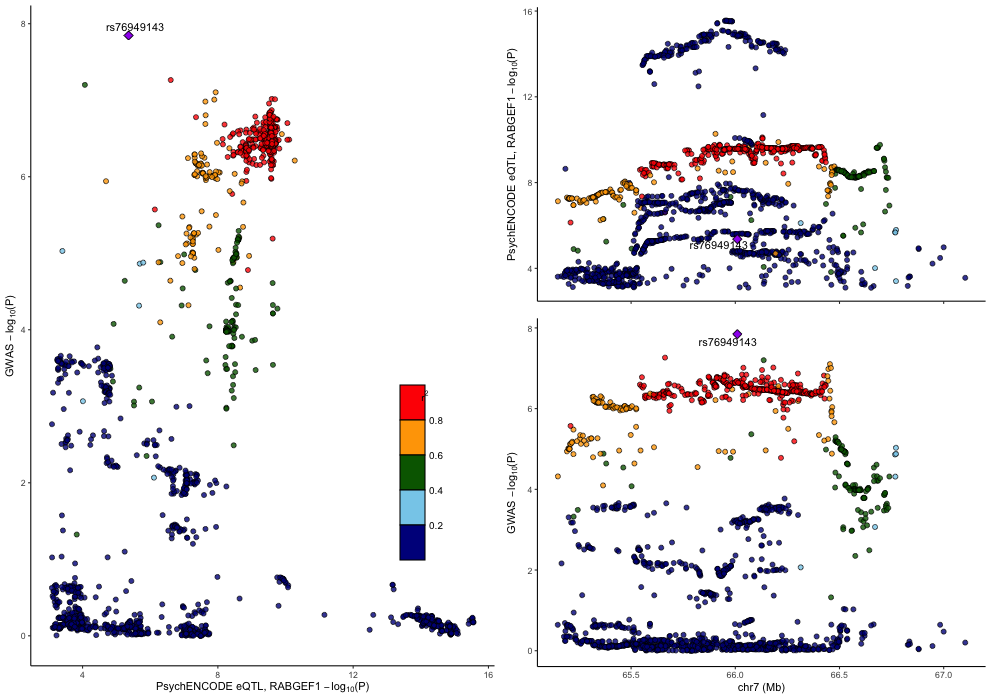 8
6
4
2
0
GWAS − log10(P)
rs76949143
r2
0.8
0.6
0.4
0.2
4
8
12
16
PsychENCODE eQTL, RABGEF1 − log10(P)
16
12
8
4
PsychENCODE eQTL, RABGEF1 − log10(P)
rs76949143
8
6
4
2
0
GWAS − log10(P)
rs76949143
65.5
66.0
66.5
67.0
chr7 (Mb)